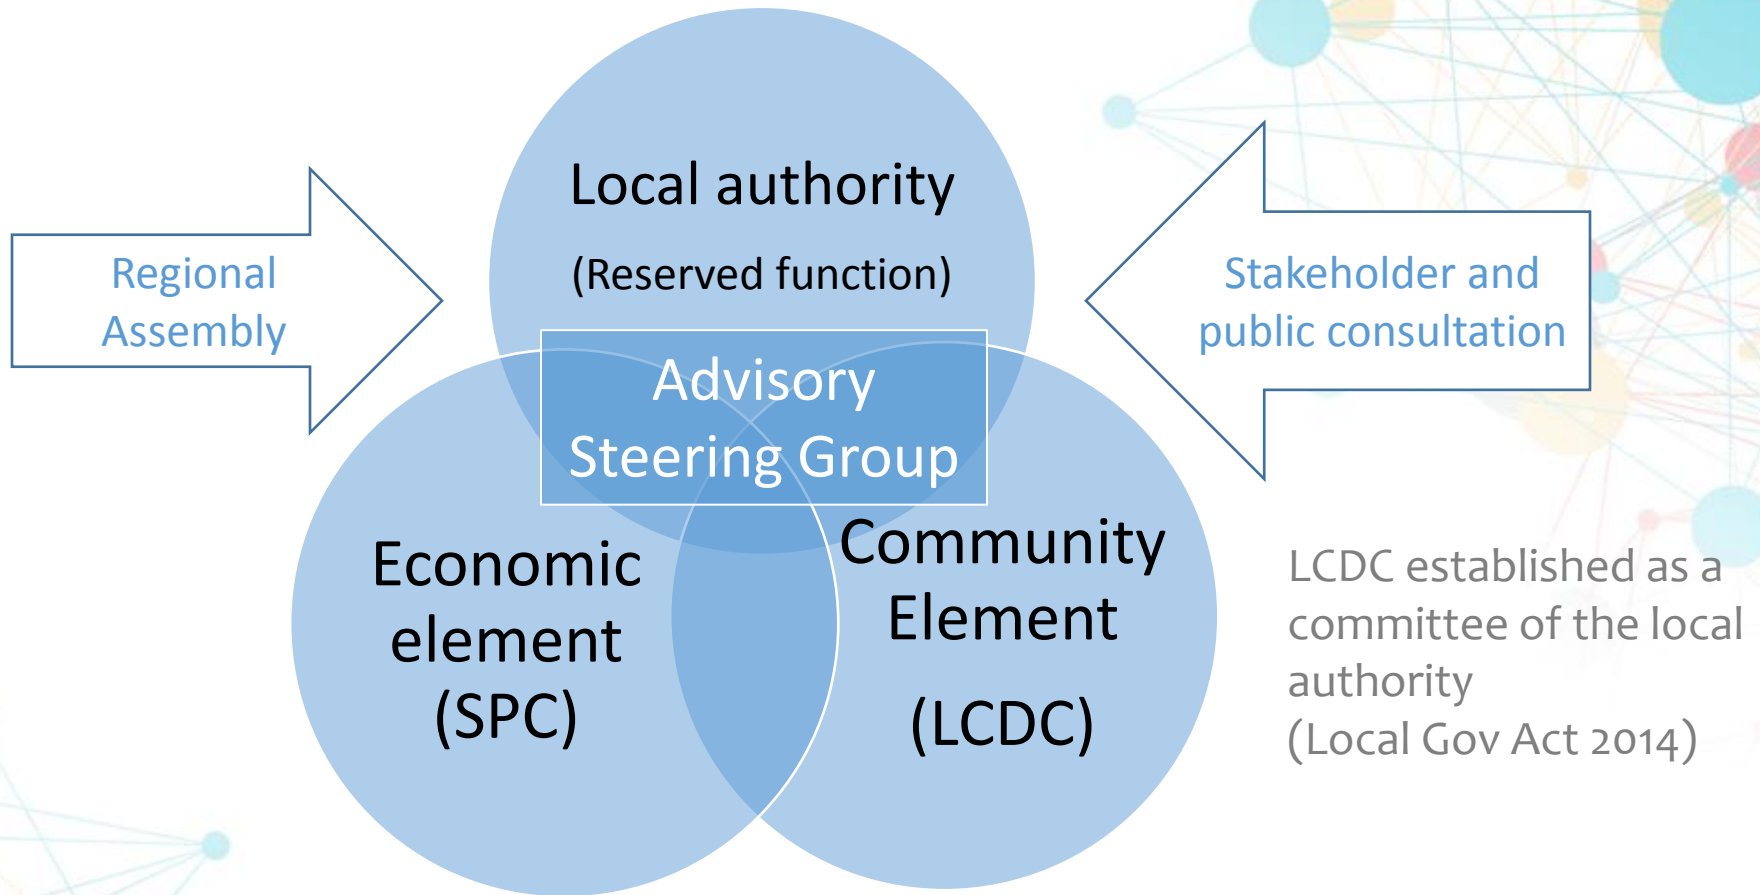 Local authority
(Reserved function)
Regional
Assembly
Stakeholder and
public consultation
Advisory
Steering Group
Economic
element
(SPC)
Community
Element
(LCDC)
LCDC established as a
committee of the local
authority
(Local Gov Act 2014)